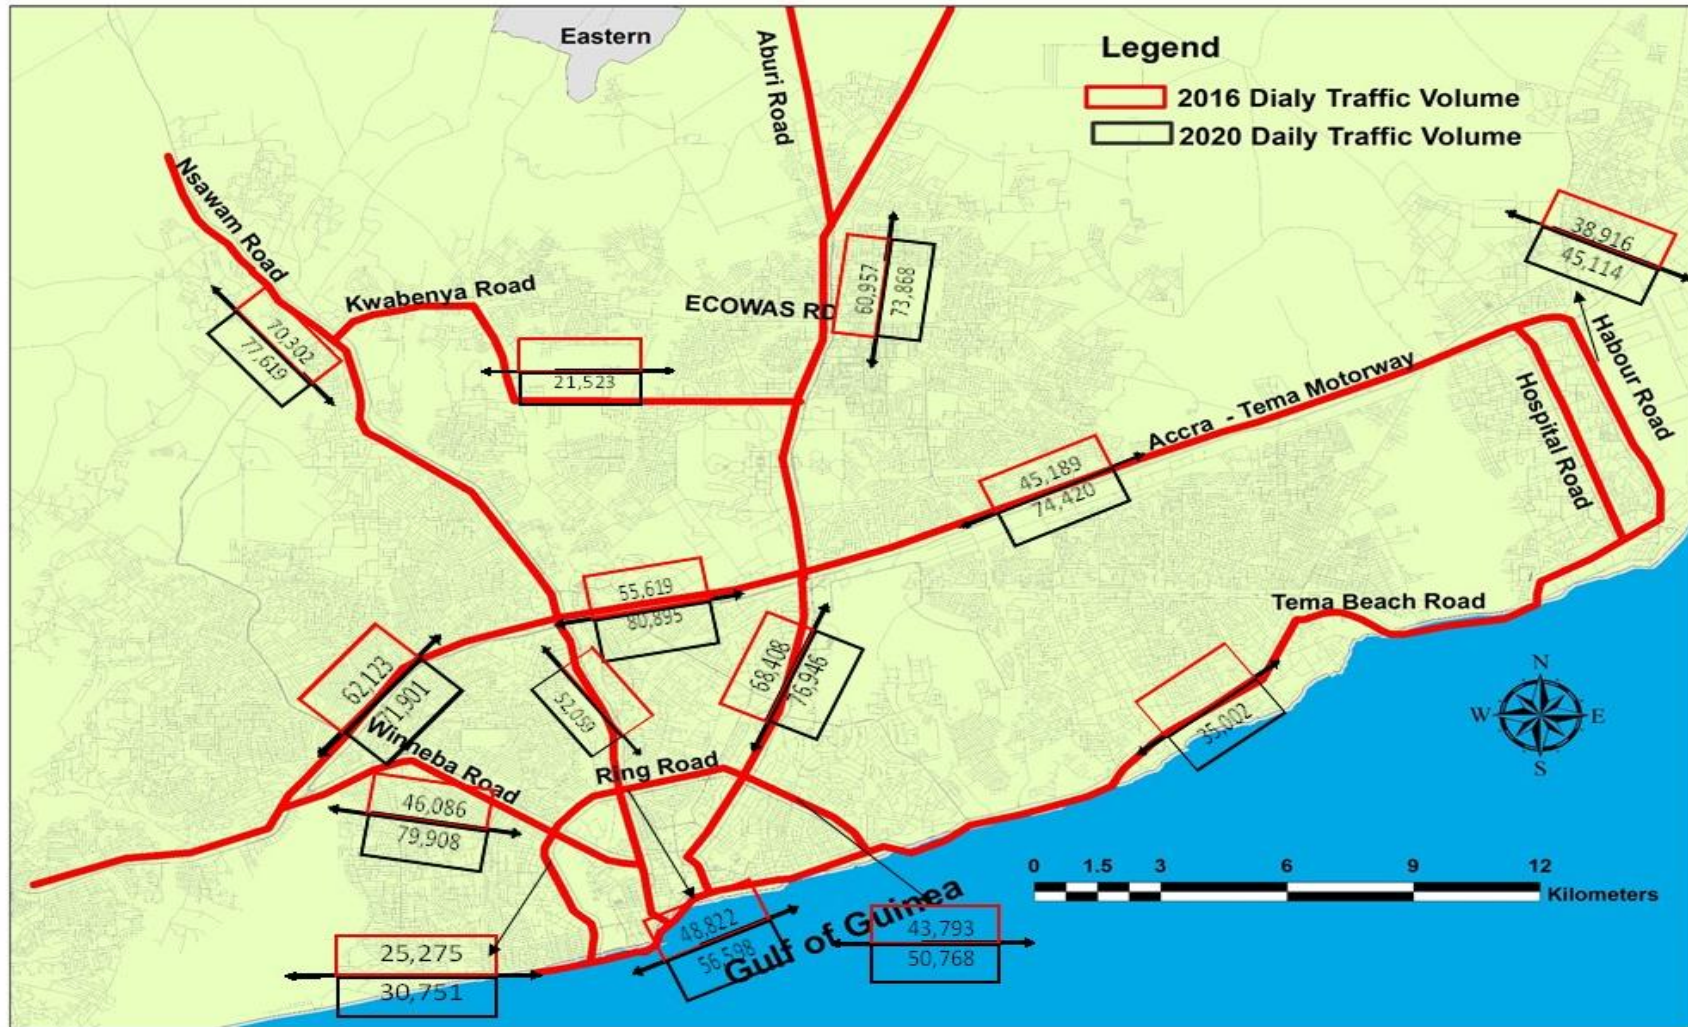 Eastern
Aburi Road
Legend
2016 Dialy Traffic Volume
2020 Daily Traffic Volume
Nsawam Road
Kwabenya Road
ECOWAS RD
60,957
73,868
38,916
45,114
70,302
77,619
21,523
Habour Road
Hospital Road
Accra - Tema Motorway
45,189
74,420
55,619
80,895
Tema Beach Road
62,123
71,901
52,059
68,408
76,946
35,002
N
W E
S
Winneba Road
Ring Road
46,086
79,908
0 1.5 3 6 9 12
Kilometers
Gulf of Guinea
48,822
56,598
43,793
50,768
25,275
30,751